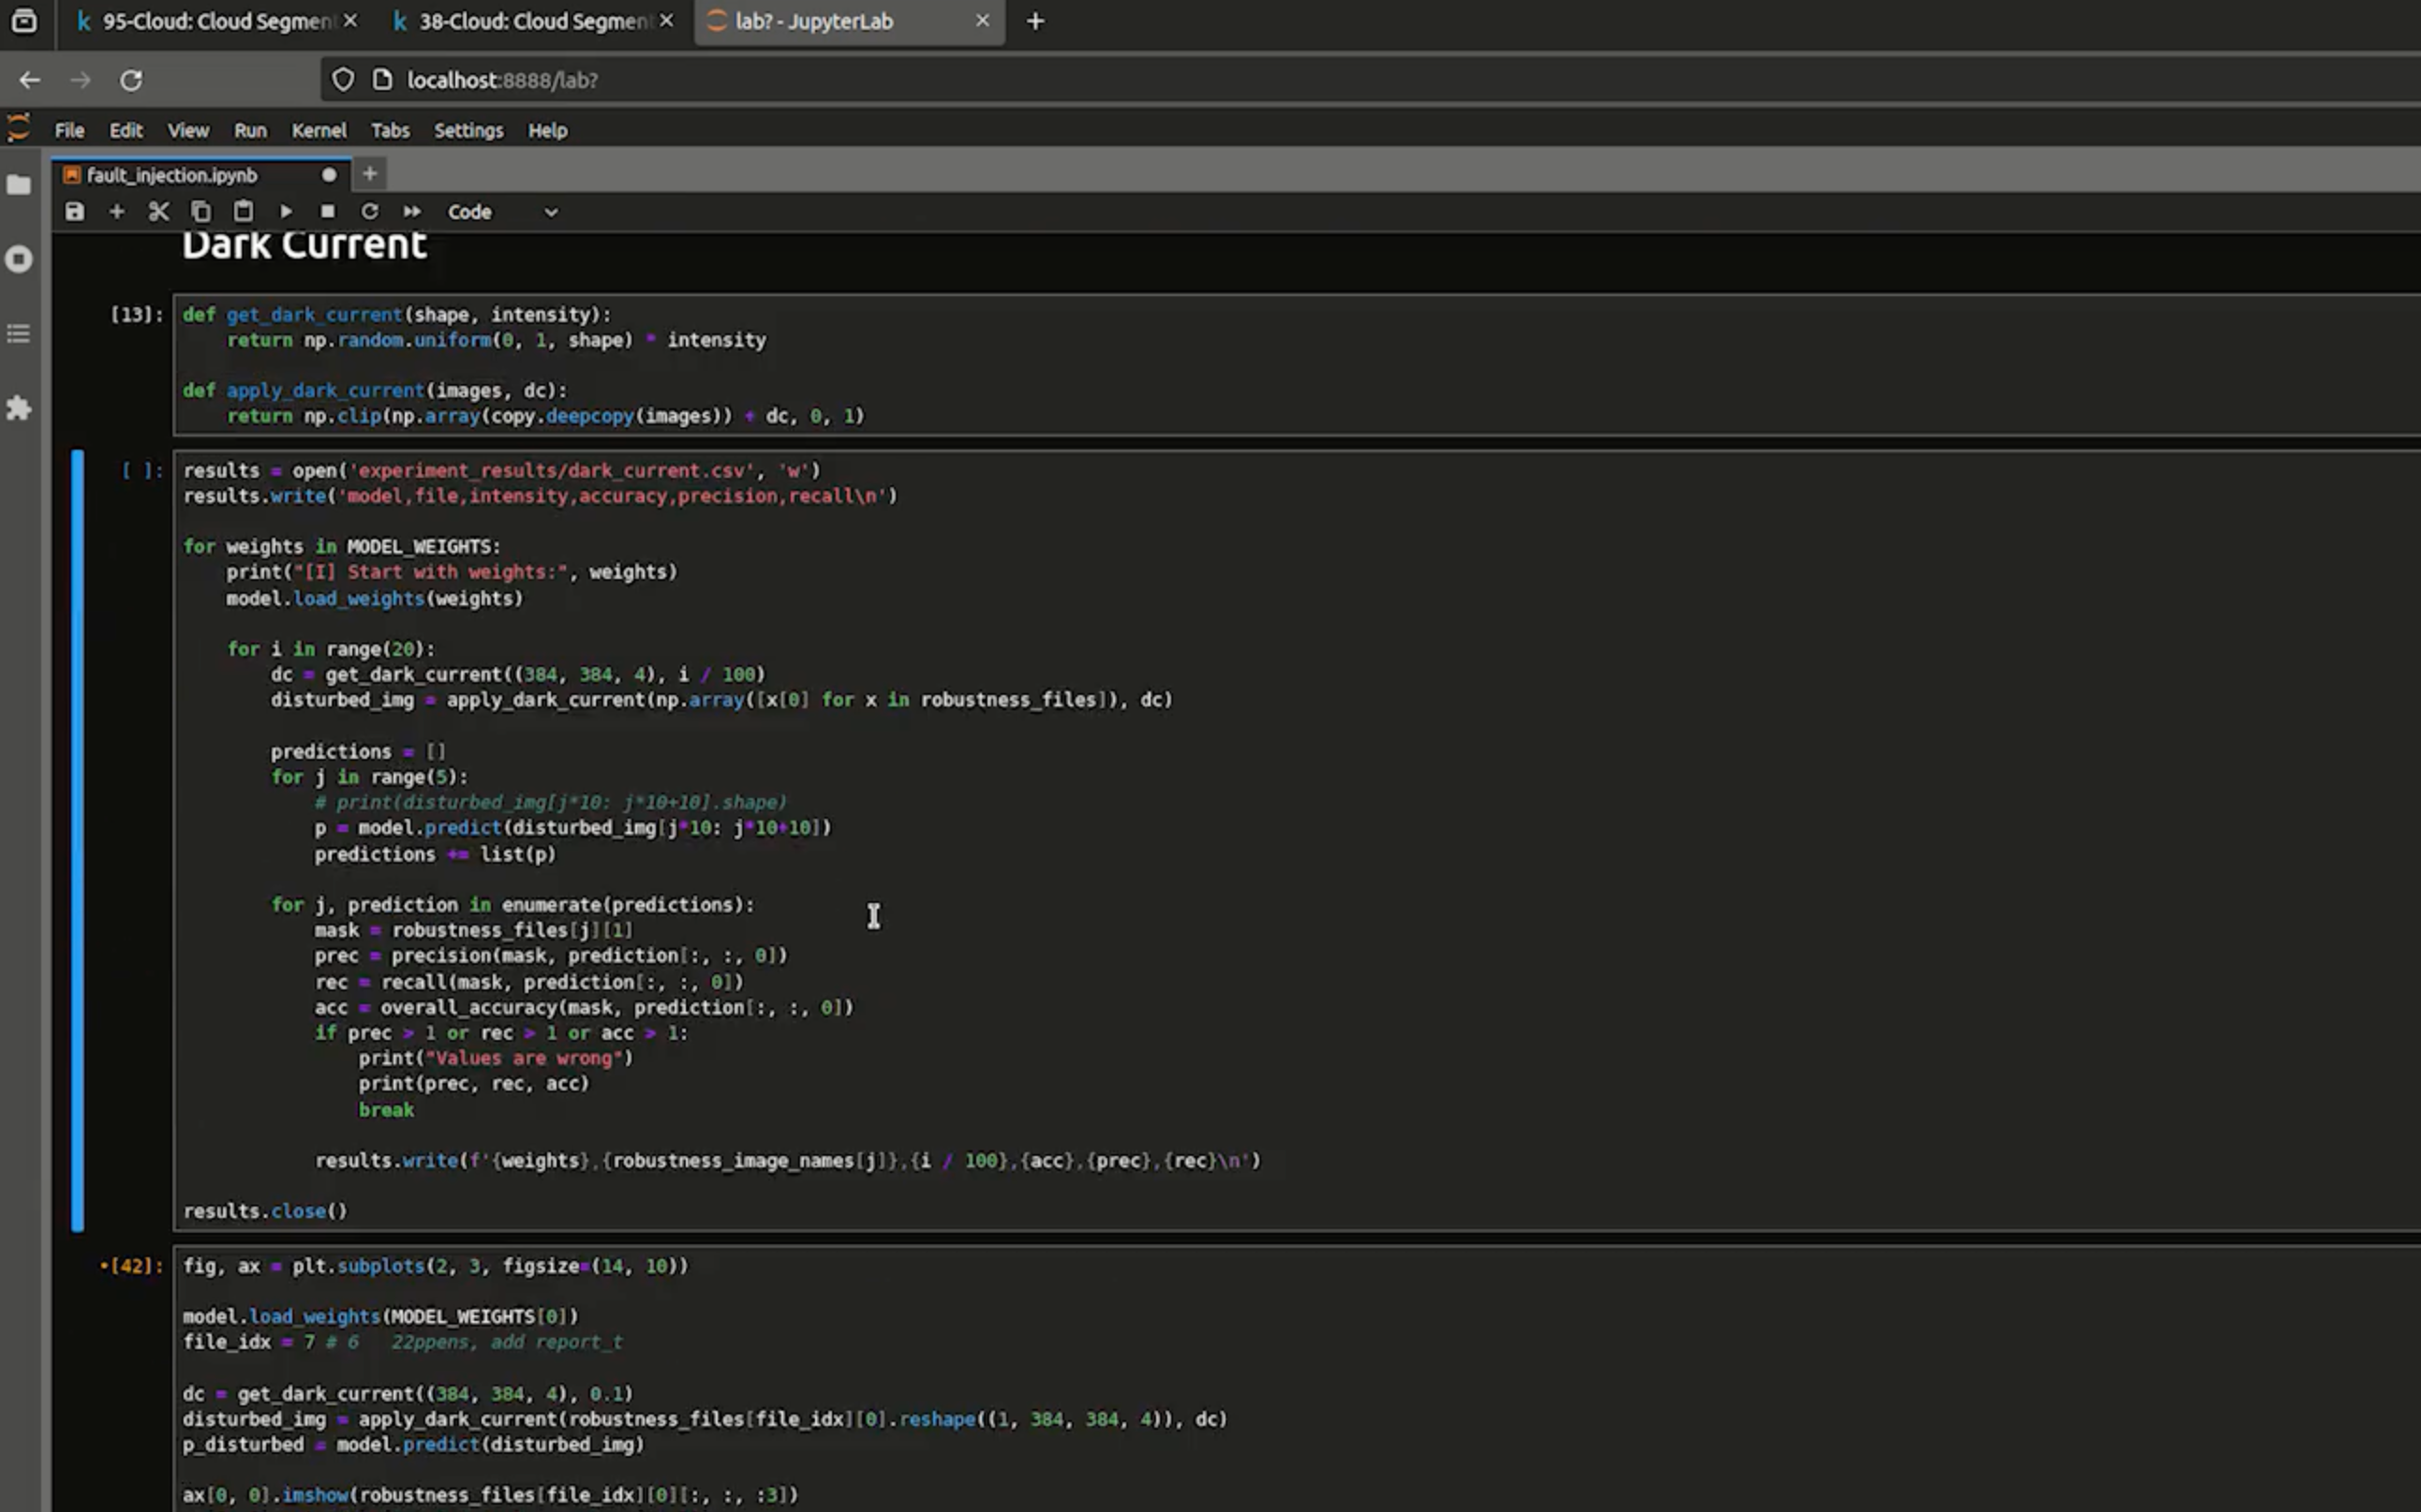 95-Cloud: Cloud Segmen
38-Cloud: Cloud Segment
lab? - JupyterLab
localhost:8888/lab?
File Edit View Run Kernel Tabs Settings Help
fault_injection.ipynb
Code
Dark Current
[13]: def get_dark_current(shape, intensity):
    return np.random.uniform(0, 1, shape) * intensity
def apply_dark_current(images, dc):
    return np.clip(np.array(copy.deepcopy(images)) + dc, 0, 1)
[ ]: results = open('experiment_results/dark_current.csv', 'w')
results.write('model,file,intensity,accuracy,precision,recall\n')
for weights in MODEL_WEIGHTS:
    print("[I] Start with weights:", weights)
    model.load_weights(weights)
    for i in range(20):
        dc = get_dark_current((384, 384, 4), i / 100)
        disturbed_img = apply_dark_current(np.array([x[0] for x in robustness_files]), dc)
        predictions = []
        for j in range(5):
            # print(disturbed_img[j*10: j*10+10].shape)
            p = model.predict(disturbed_img[j*10: j*10+10])
            predictions += list(p)
        for j, prediction in enumerate(predictions):
            mask = robustness_files[j][1]
            prec = precision(mask, prediction[:, :, 0])
            rec = recall(mask, prediction[:, :, 0])
            acc = overall_accuracy(mask, prediction[:, :, 0])
            if prec > 1 or rec > 1 or acc > 1:
                print("Values are wrong")
                print(prec, rec, acc)
                break
            results.write(f'{weights},{robustness_image_names[j]},{i / 100},{acc},{prec},{rec}\n')
results.close()
•[42]: fig, ax = plt.subplots(2, 3, figsize=(14, 10))
model.load_weights(MODEL_WEIGHTS[0])
file_idx = 7 # 6   22ppens, add report_t
dc = get_dark_current((384, 384, 4), 0.1)
disturbed_img = apply_dark_current(robustness_files[file_idx][0].reshape((1, 384, 384, 4)), dc)
p_disturbed = model.predict(disturbed_img)
ax[0, 0].imshow(robustness_files[file_idx][0][:, :, :3])